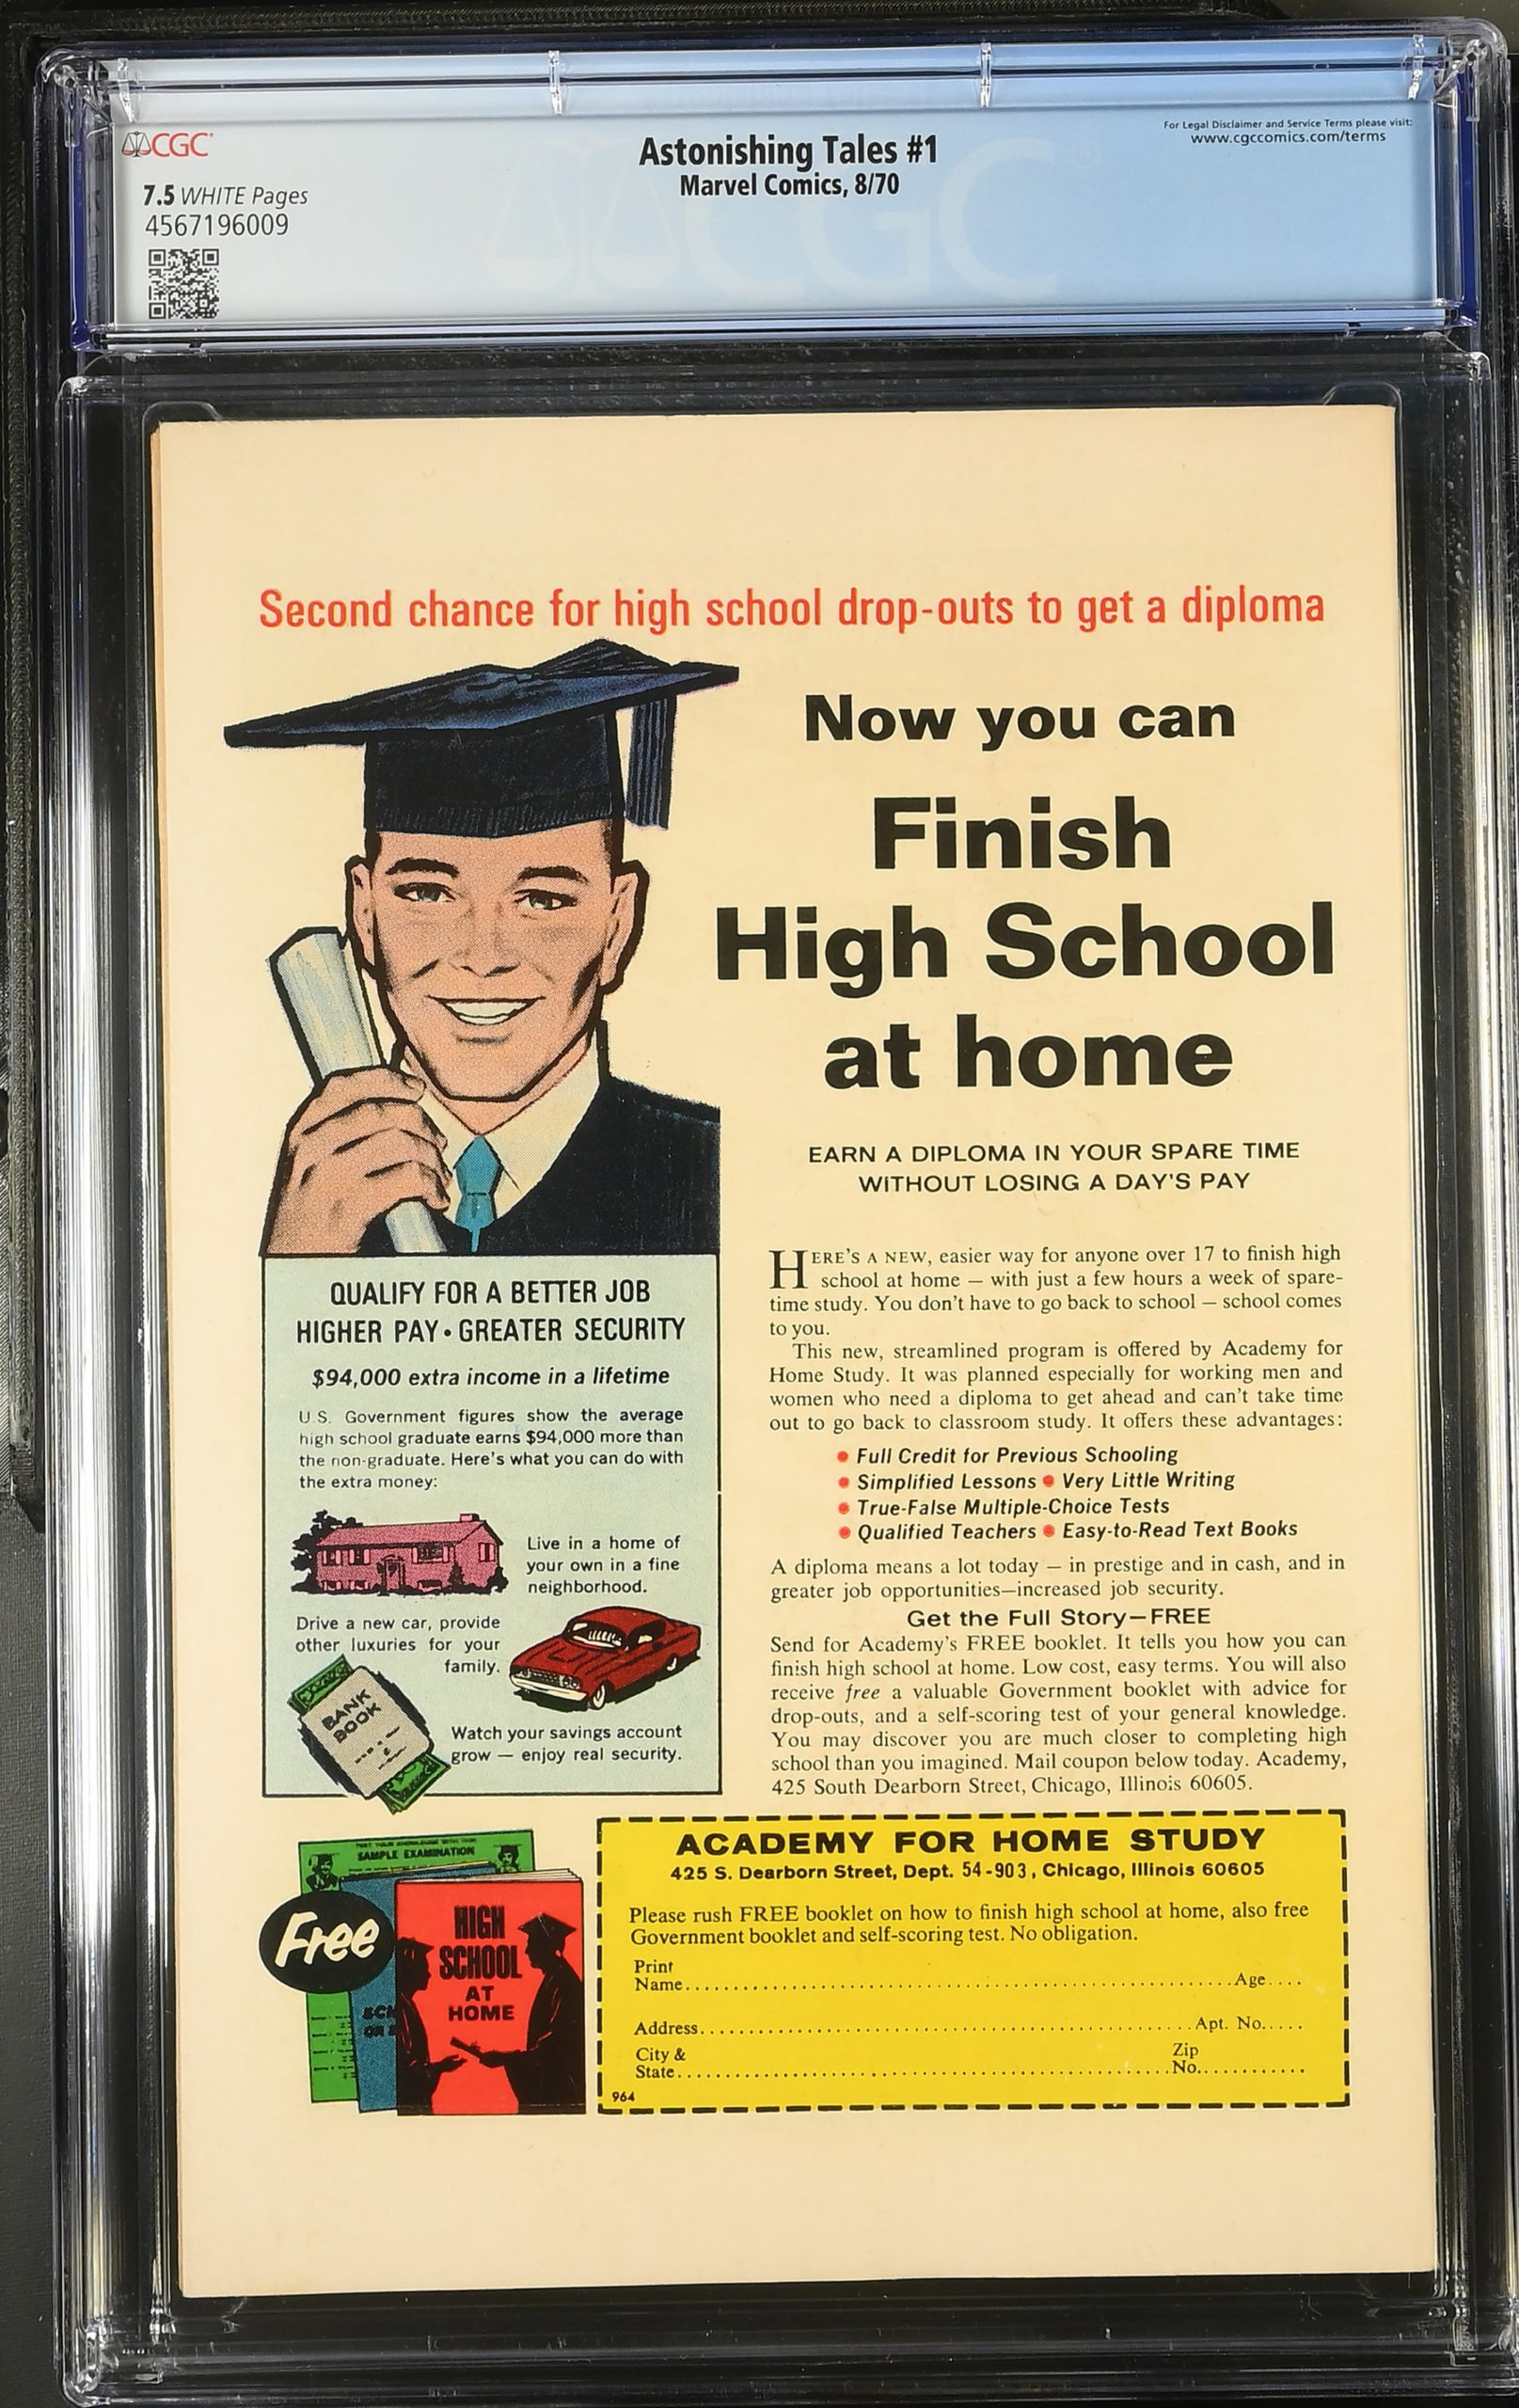 CGC
7.5 WHITE Pages
4567196009
Astonishing Tales #1
Marvel Comics, 8/70
For Legal Disclaimer and Service Terms please visit:
www.cgccomics.com/terms
CGC
Second chance for high school drop-outs to get a diploma
Now you can
Finish
High School
at home
EARN A DIPLOMA IN YOUR SPARE TIME
WITHOUT LOSING A DAY'S PAY
QUALIFY FOR A BETTER JOB
HIGHER PAY • GREATER SECURITY
$94,000 extra income in a lifetime
U.S. Government figures show the average
high school graduate earns $94,000 more than
the non-graduate. Here's what you can do with
the extra money:
Live in a home of
your own in a fine
neighborhood.
Drive a new car, provide
other luxuries for your
family.
BANK
BOOK
Watch your savings account
grow — enjoy real security.
HERE'S A NEW, easier way for anyone over 17 to finish high
school at home — with just a few hours a week of spare-
time study. You don't have to go back to school — school comes
to you.
This new, streamlined program is offered by Academy for
Home Study. It was planned especially for working men and
women who need a diploma to get ahead and can't take time
out to go back to classroom study. It offers these advantages:
• Full Credit for Previous Schooling
• Simplified Lessons • Very Little Writing
• True-False Multiple-Choice Tests
• Qualified Teachers • Easy-to-Read Text Books
A diploma means a lot today — in prestige and in cash, and in
greater job opportunities—increased job security.
Get the Full Story—FREE
Send for Academy's FREE booklet. It tells you how you can
finish high school at home. Low cost, easy terms. You will also
receive free a valuable Government booklet with advice for
drop-outs, and a self-scoring test of your general knowledge.
You may discover you are much closer to completing high
school than you imagined. Mail coupon below today. Academy,
425 South Dearborn Street, Chicago, Illinois 60605.
SAMPLE EXAMINATION
Free
HIGH
SCHOOL
AT
HOME
ACADEMY FOR HOME STUDY
425 S. Dearborn Street, Dept. 54-903, Chicago, Illinois 60605
Please rush FREE booklet on how to finish high school at home, also free
Government booklet and self-scoring test. No obligation.
Print
Name Age
Address Apt. No.
City & Zip
State No.
964